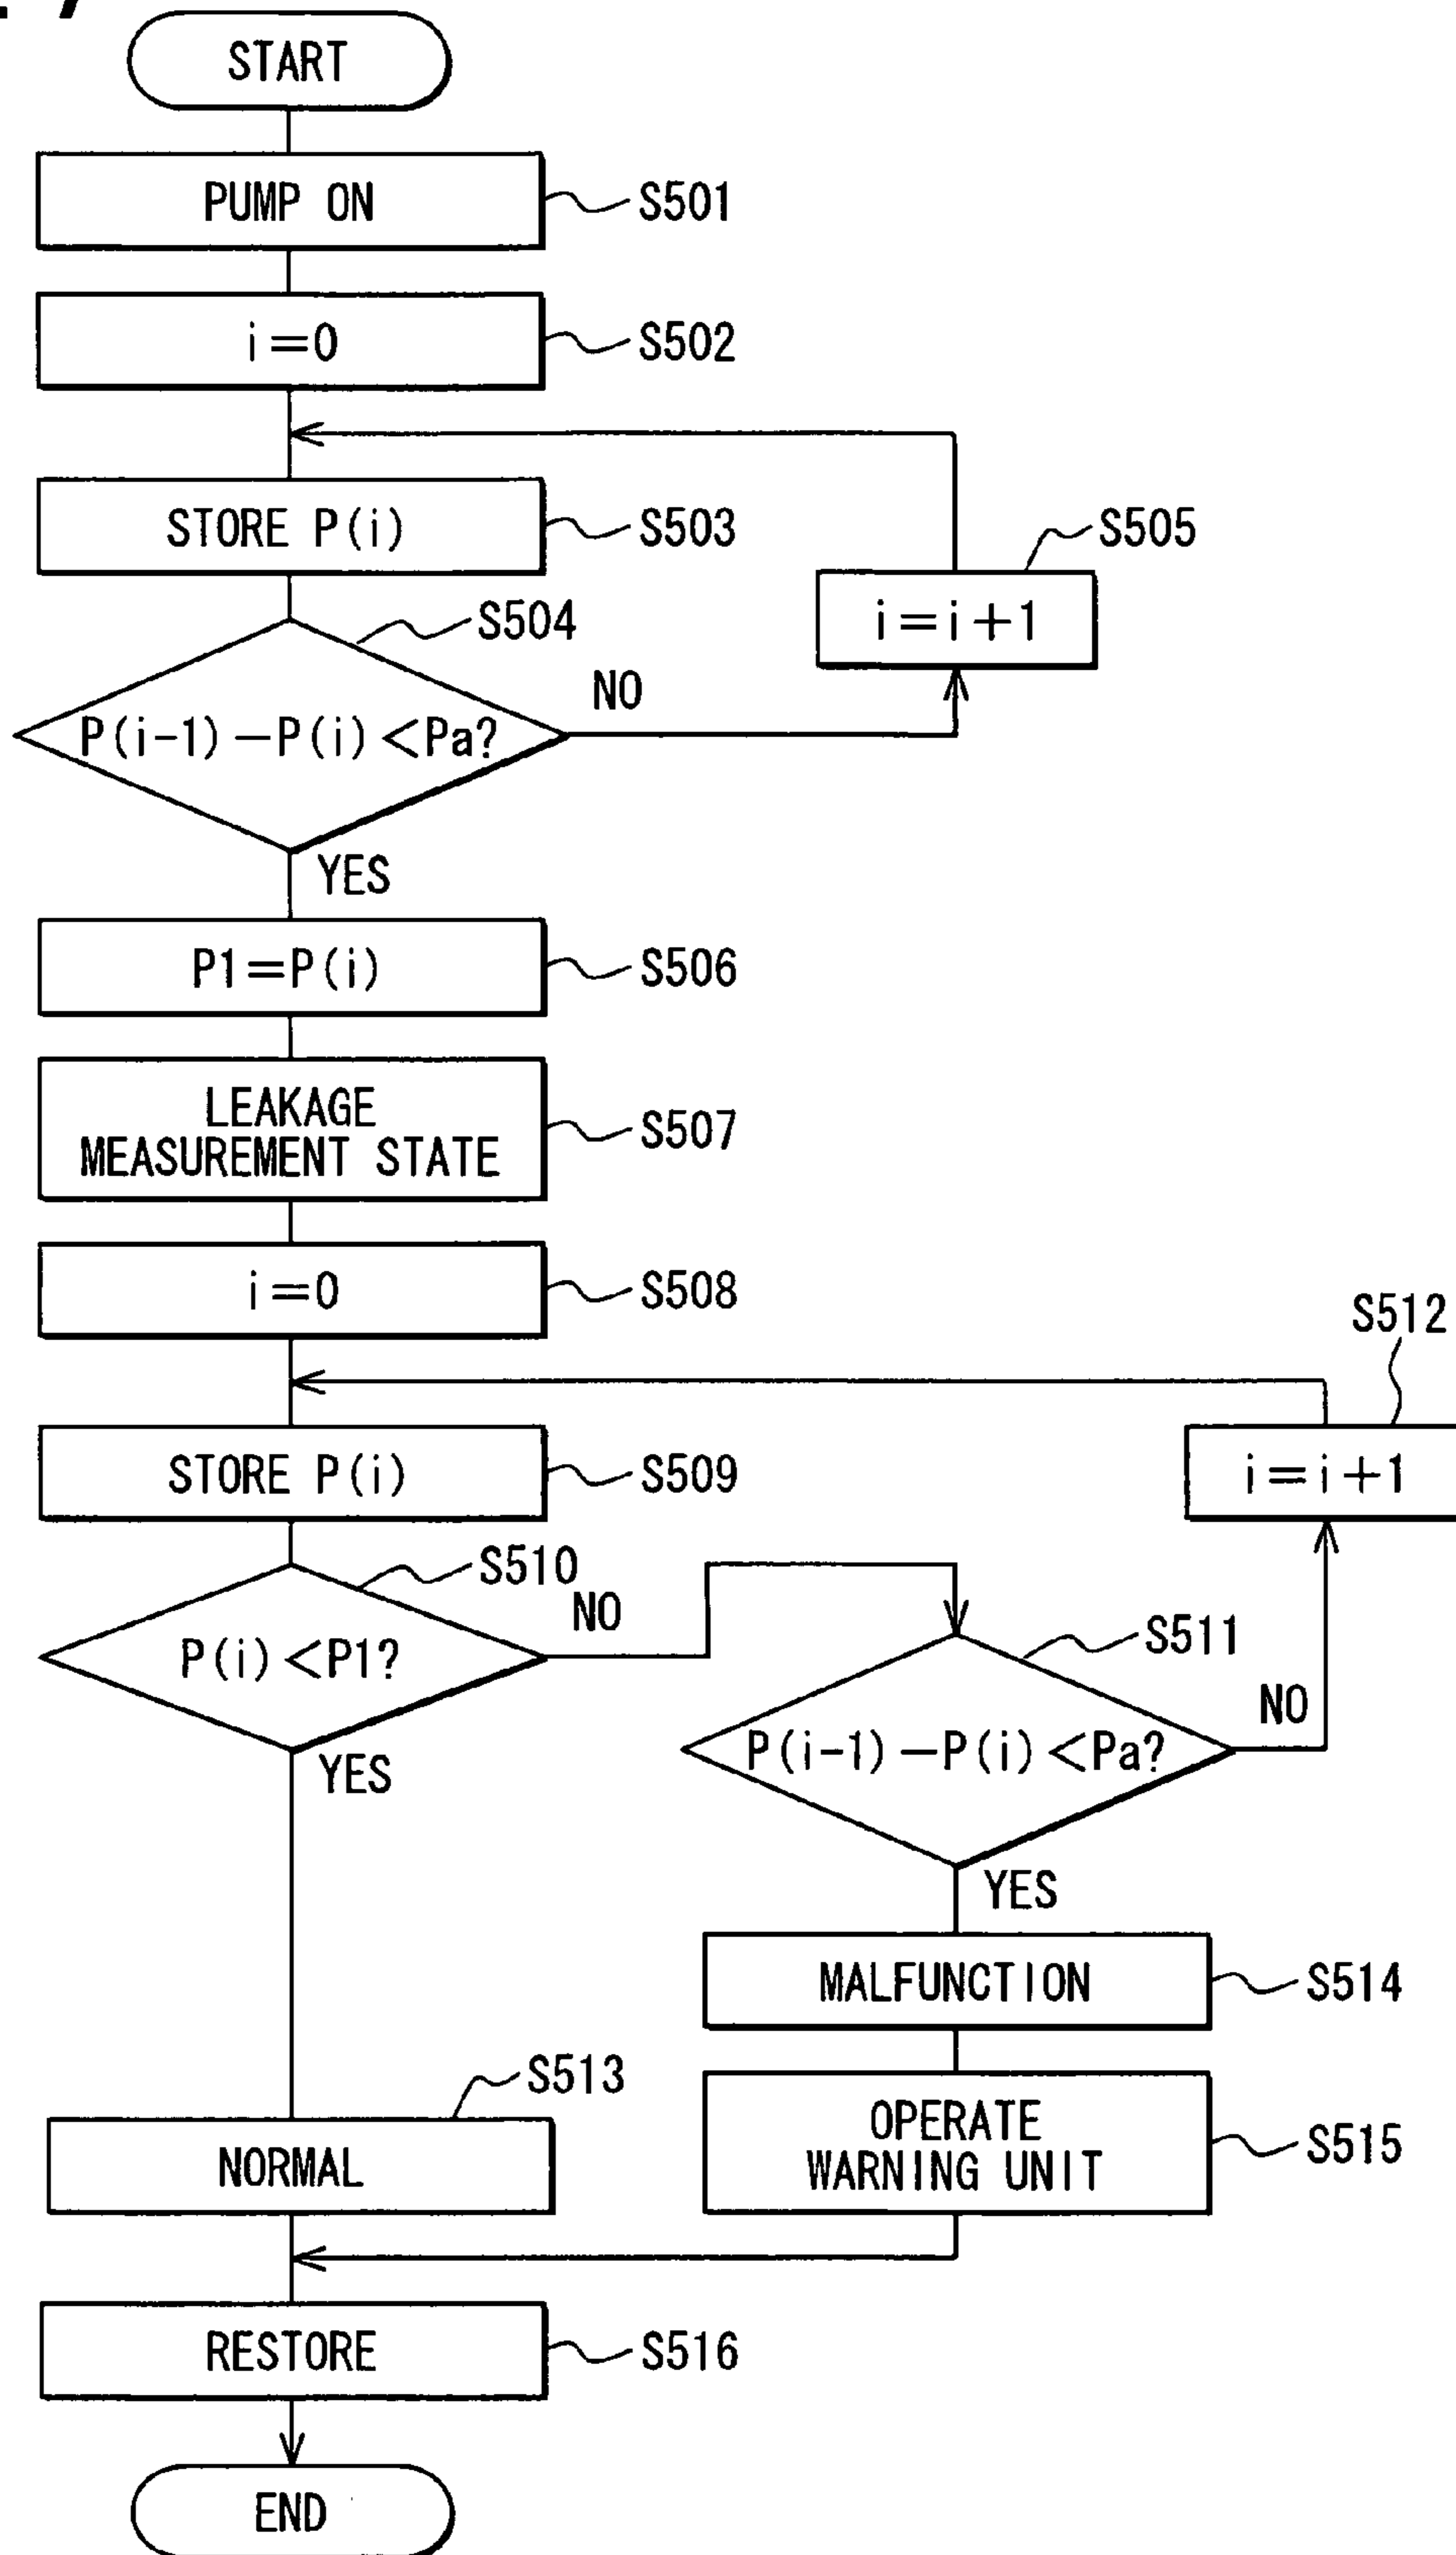 START
PUMP ON
S501
i=0
S502
STORE P(i)
S503
S505
i=i+1
S504
P(i-1)-P(i)<Pa?
NO
YES
P1=P(i)
S506
LEAKAGE
MEASUREMENT STATE
S507
i=0
S508
S512
i=i+1
STORE P(i)
S509
S510
P(i)<P1?
NO
YES
S511
P(i-1)-P(i)<Pa?
NO
YES
MALFUNCTION
S514
OPERATE
WARNING UNIT
S515
S513
NORMAL
RESTORE
S516
END